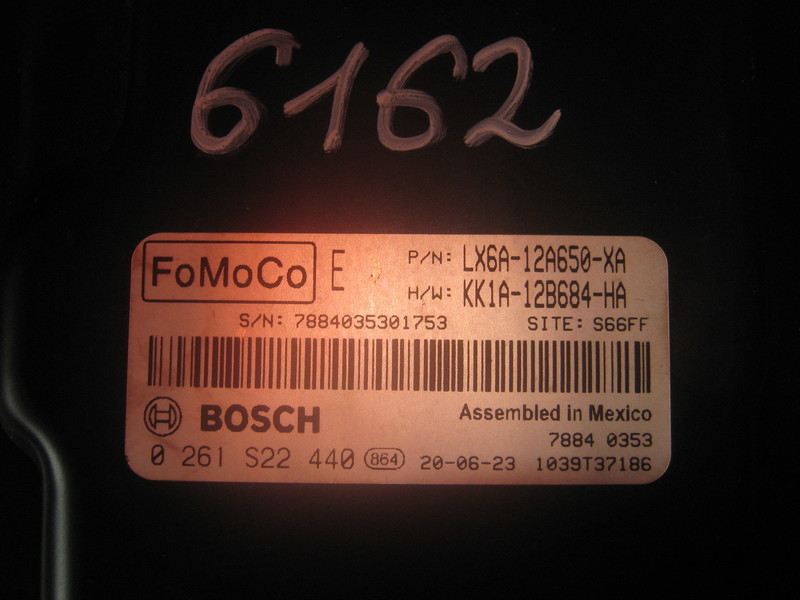 6162
FoMoCo E P/N: LX6A-12A650-XA
H/W: KK1A-12B684-HA
S/N: 7884035301753 SITE: S66FF
BOSCH Assembled in Mexico
7884 0353
0 261 S22 440 864 20-06-23 1039T37186